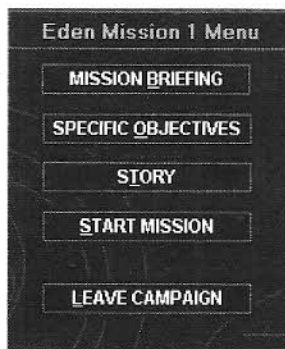 Eden Mission 1 Menu
MISSION BRIEFING
SPECIFIC OBJECTIVES
STORY
START MISSION
LEAVE CAMPAIGN